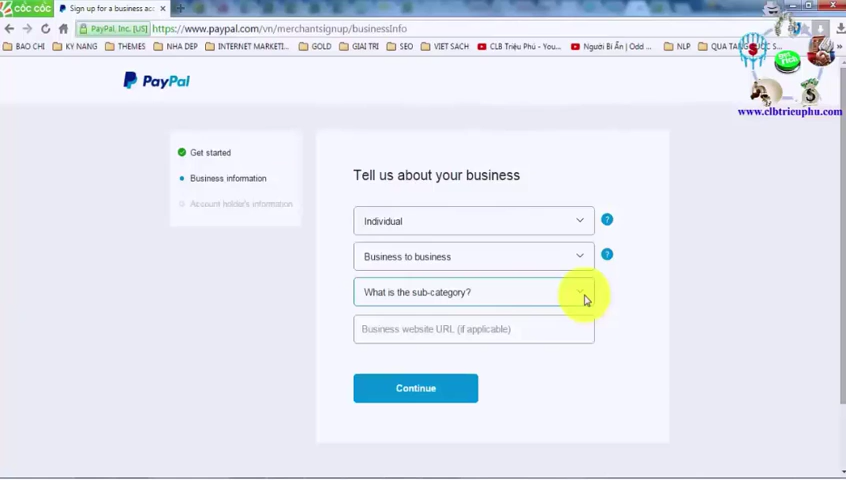 CỐC CỐC
Sign up for a business acc
PayPal, Inc. [US]
https://www.paypal.com/vn/merchantsignup/businessInfo
BAO CHI
KY NANG
THEMES
NHA DEP
INTERNET MARKETI...
GOLD
GIAI TRI
SEO
VIET SACH
CLB Triệu Phú - You...
Người Bí Ẩn | Odd ...
NLP
PayPal
www.clbtrieuphu.com
Get started
Business information
Account holder's information
Tell us about your business
Individual
?
Business to business
?
What is the sub-category?
Business website URL (if applicable)
Continue